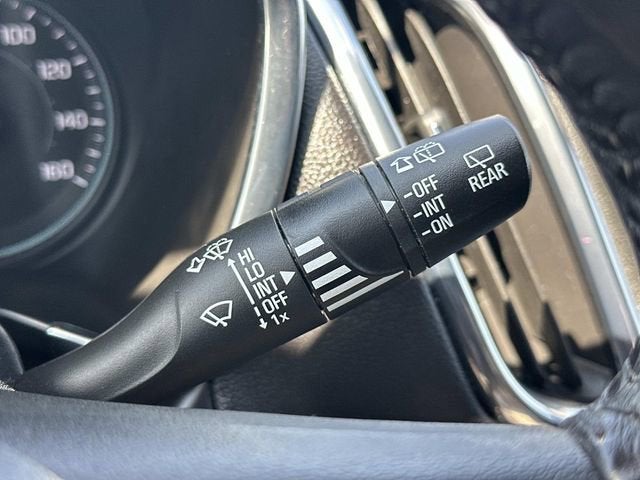 100
120
140
160
HI
LO
INT
OFF
1x
-OFF
-INT
-ON
REAR